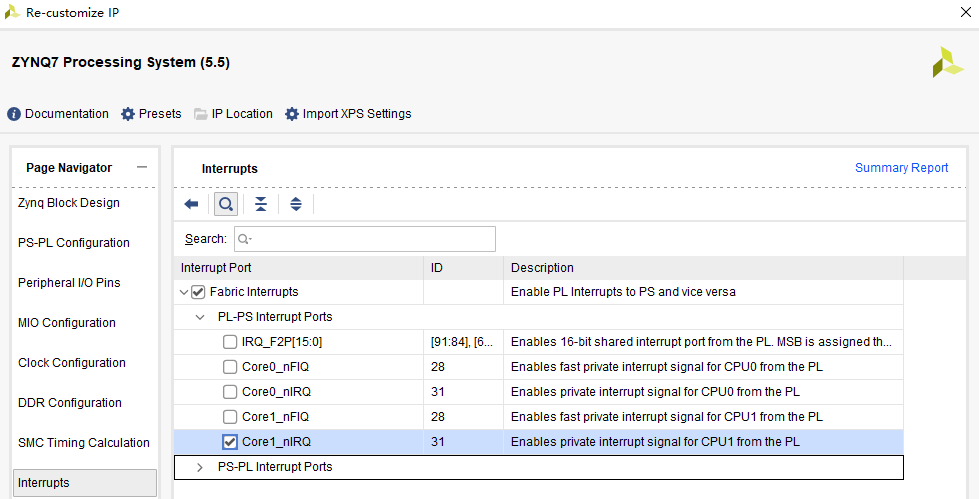 Re-customize IP
ZYNQ7 Processing System (5.5)
Documentation Presets IP Location Import XPS Settings
Page Navigator
Zynq Block Design
PS-PL Configuration
Peripheral I/O Pins
MIO Configuration
Clock Configuration
DDR Configuration
SMC Timing Calculation
Interrupts
Interrupts Summary Report
Search:
Interrupt Port ID Description
Fabric Interrupts Enable PL Interrupts to PS and vice versa
PL-PS Interrupt Ports
IRQ_F2P[15:0] [91:84], [6... Enables 16-bit shared interrupt port from the PL. MSB is assigned th...
Core0_nFIQ 28 Enables fast private interrupt signal for CPU0 from the PL
Core0_nIRQ 31 Enables private interrupt signal for CPU0 from the PL
Core1_nFIQ 28 Enables fast private interrupt signal for CPU1 from the PL
Core1_nIRQ 31 Enables private interrupt signal for CPU1 from the PL
PS-PL Interrupt Ports